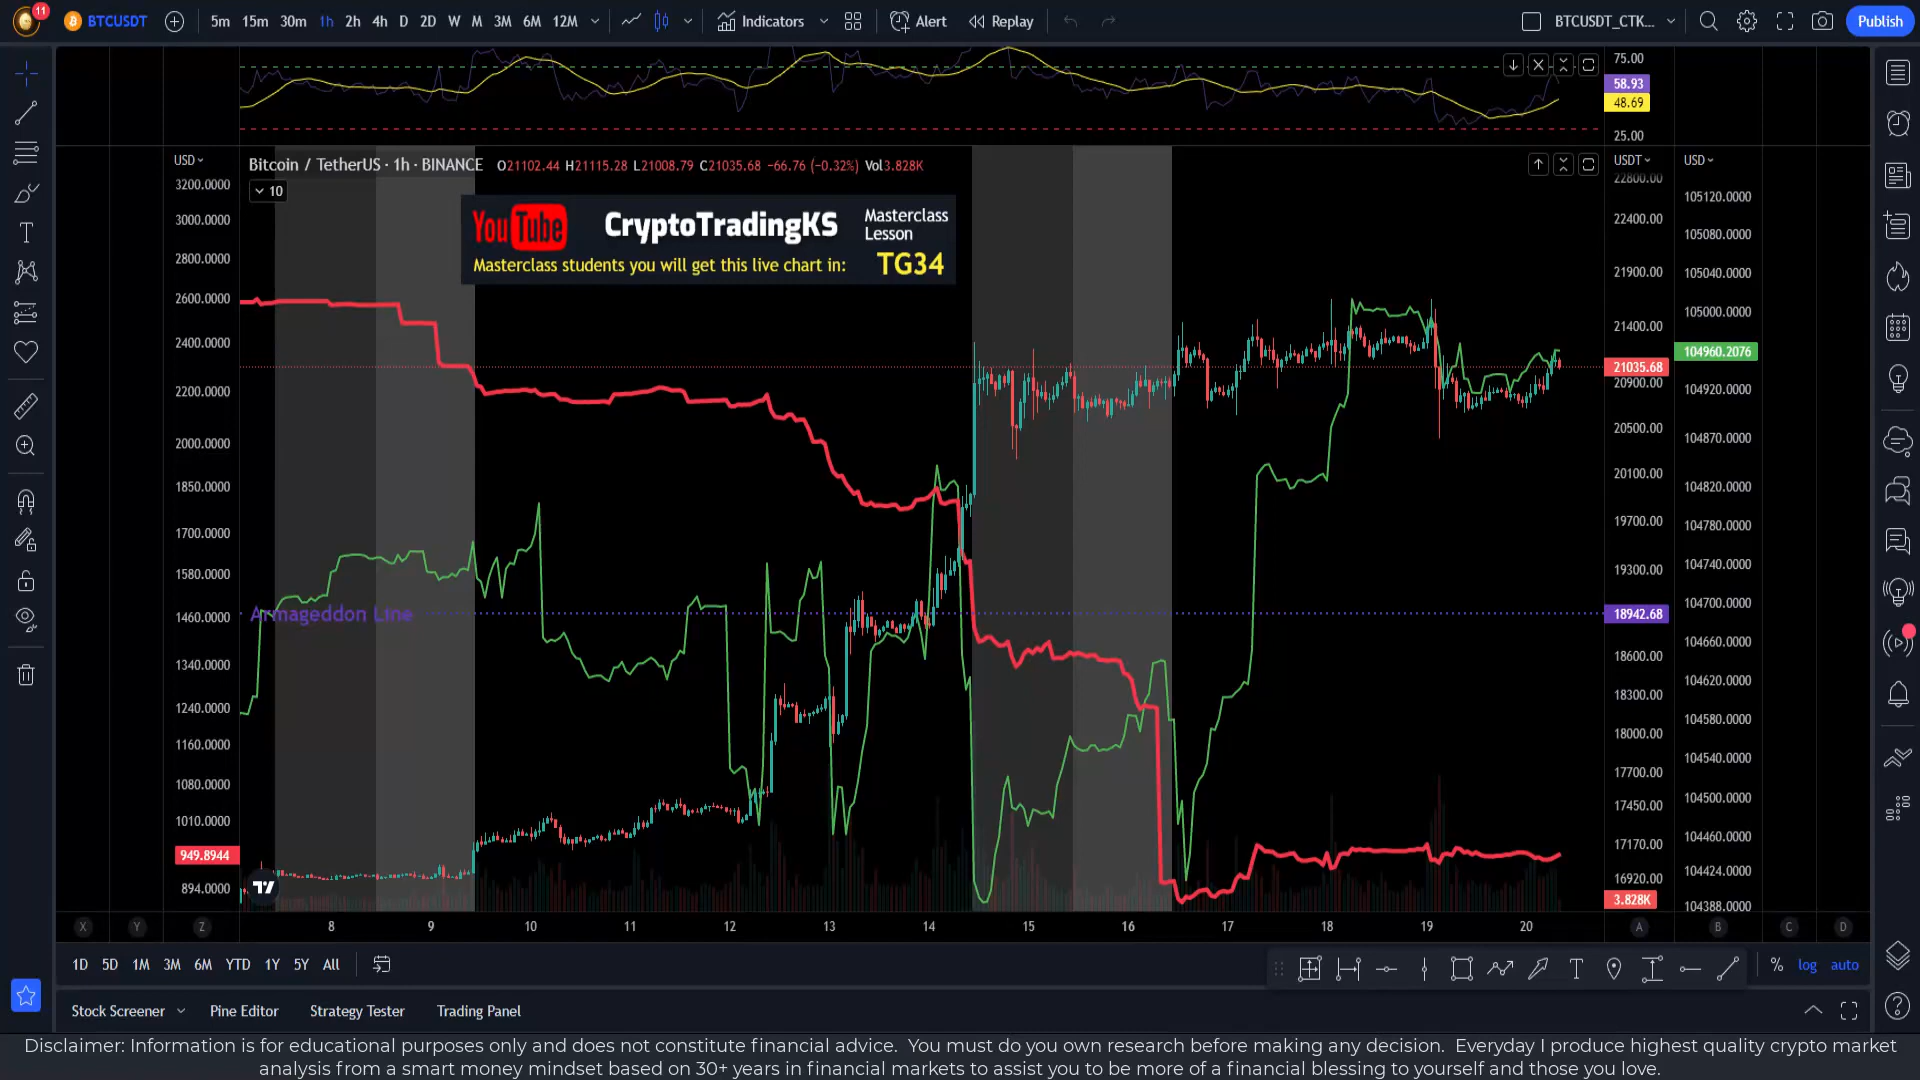 11
BTCUSDT
5m 15m 30m 1h 2h 4h D 2D W M 3M 6M 12M
Indicators
Alert
Replay
BTCUSDT_CTK...
Publish
75.00
58.93
48.69
25.00
USD
Bitcoin / TetherUS · 1h · BINANCE O21102.44 H21115.28 L21008.79 C21035.68 −66.76 (−0.32%) Vol3.828K
10
YouTube CryptoTradingKS Masterclass
Lesson
Masterclass students you will get this live chart in: TG34
3200.0000
3000.0000
2800.0000
2600.0000
2400.0000
2200.0000
2000.0000
1850.0000
1700.0000
1580.0000
1460.0000
1340.0000
1240.0000
1160.0000
1080.0000
1010.0000
949.8944
894.0000
Armageddon Line
USDT
22800.00
22400.00
21900.00
21400.00
21035.68
20900.00
20500.00
20100.00
19700.00
19300.00
18942.68
18600.00
18300.00
18000.00
17700.00
17450.00
17170.00
16920.00
3.828K
USD
105120.0000
105080.0000
105040.0000
105000.0000
104960.2076
104920.0000
104870.0000
104820.0000
104780.0000
104740.0000
104700.0000
104660.0000
104620.0000
104580.0000
104540.0000
104500.0000
104460.0000
104424.0000
104388.0000
X Y Z 8 9 10 11 12 13 14 15 16 17 18 19 20 A B C D
1D 5D 1M 3M 6M YTD 1Y 5Y All
% log auto
Stock Screener Pine Editor Strategy Tester Trading Panel
Disclaimer: Information is for educational purposes only and does not constitute financial advice. You must do you own research before making any decision. Everyday I produce highest quality crypto market
analysis from a smart money mindset based on 30+ years in financial markets to assist you to be more of a financial blessing to yourself and those you love.